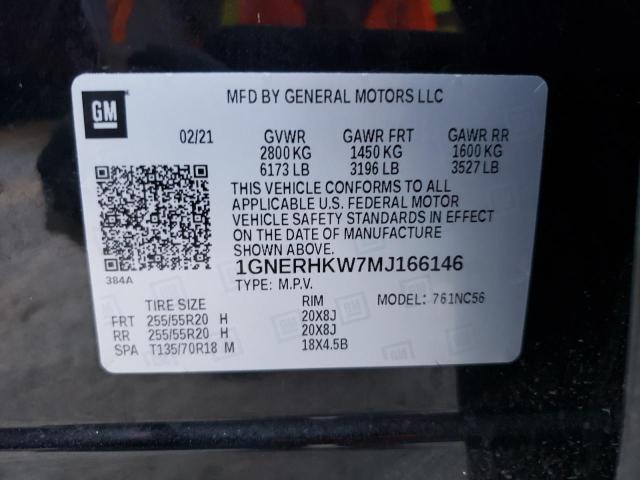 GM
MFD BY GENERAL MOTORS LLC
02/21 GVWR GAWR FRT GAWR RR
2800 KG 1450 KG 1600 KG
6173 LB 3196 LB 3527 LB
THIS VEHICLE CONFORMS TO ALL
APPLICABLE U.S. FEDERAL MOTOR
VEHICLE SAFETY STANDARDS IN EFFECT
ON THE DATE OF MANUFACTURE
SHOWN ABOVE.
384A
1GNERHKW7MJ166146
TYPE: M.P.V.
TIRE SIZE RIM MODEL: 761NC56
FRT 255/55R20 H 20X8J
RR 255/55R20 H 20X8J
SPA T135/70R18 M 18X4.5B